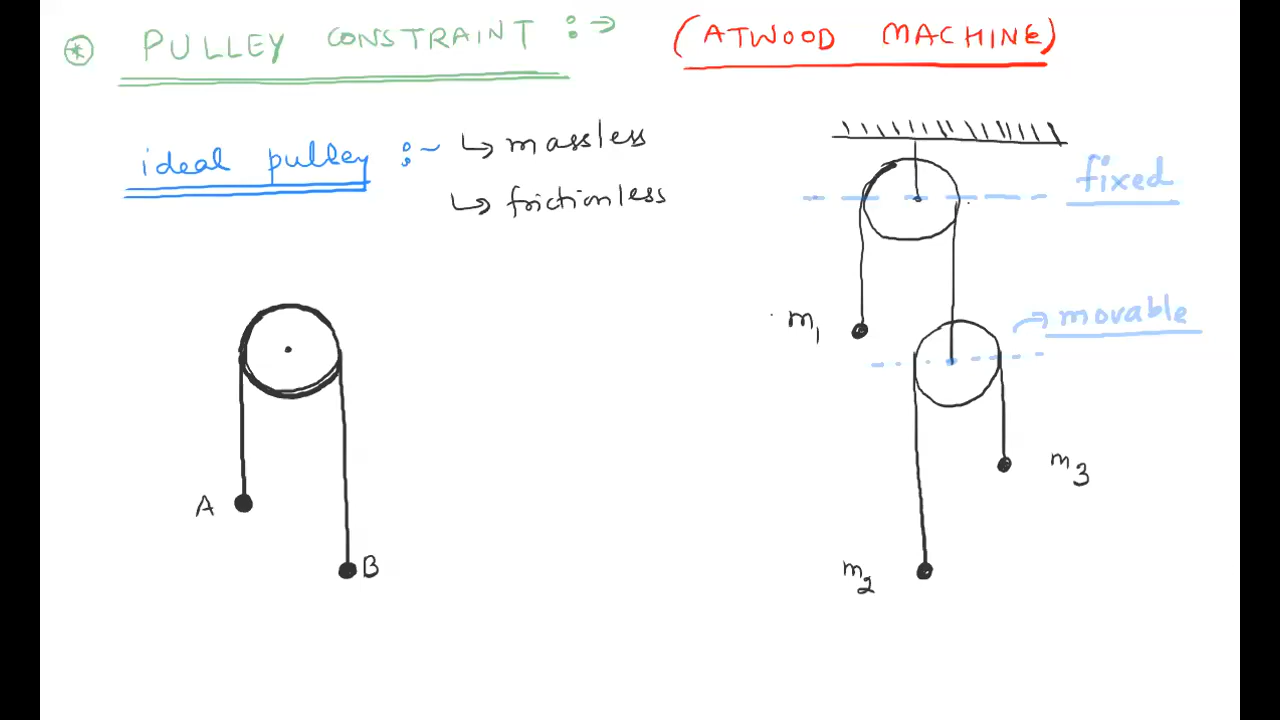 ⊛ PULLEY CONSTRAINT :→ (ATWOOD MACHINE)
ideal pulley :~ ↳ massless
↳ frictionless
fixed
m₁
→ movable
A
B
m₃
m₂